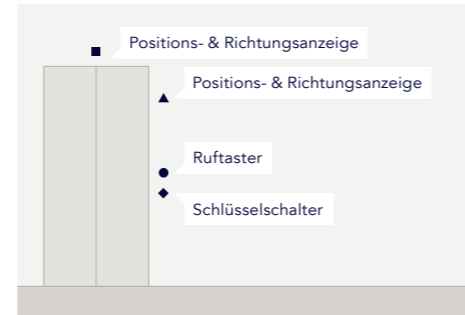 Positions- & Richtungsanzeige
Positions- & Richtungsanzeige
Ruftaster
Schlüsselschalter